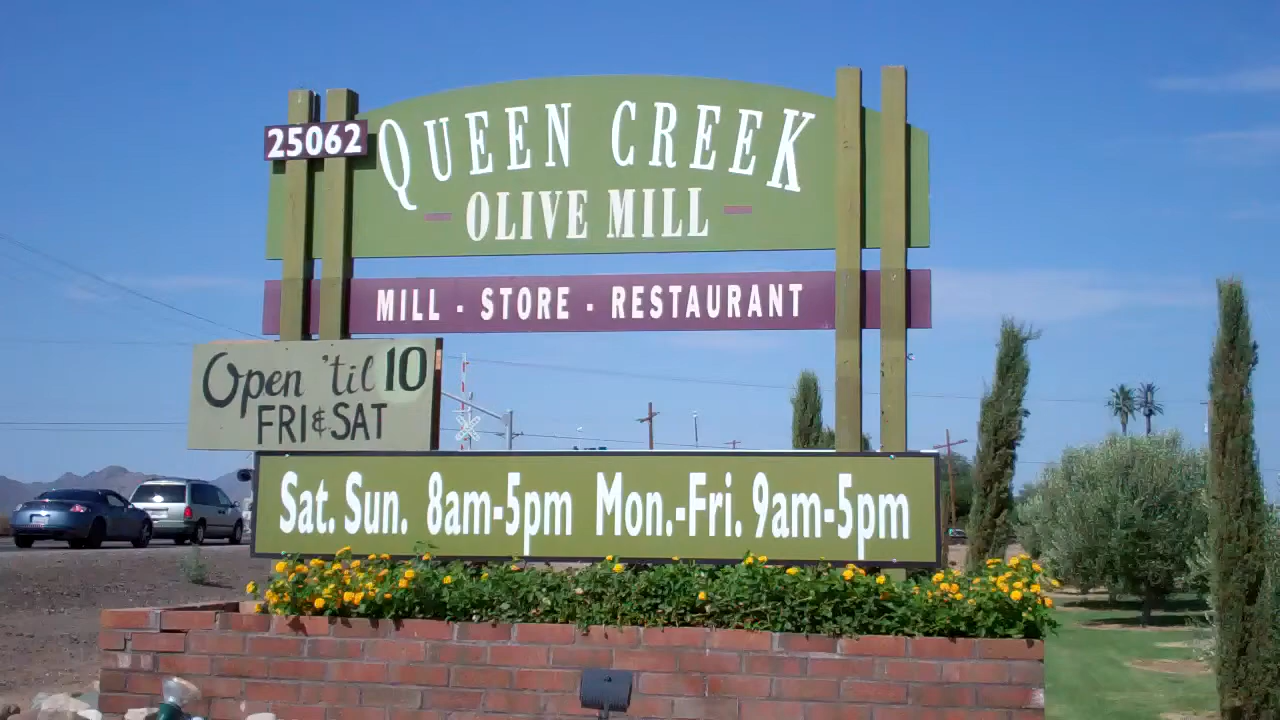 25062
QUEEN CREEK
OLIVE MILL
MILL - STORE - RESTAURANT
Open 'til 10
FRI & SAT
Sat. Sun. 8am-5pm Mon.-Fri. 9am-5pm